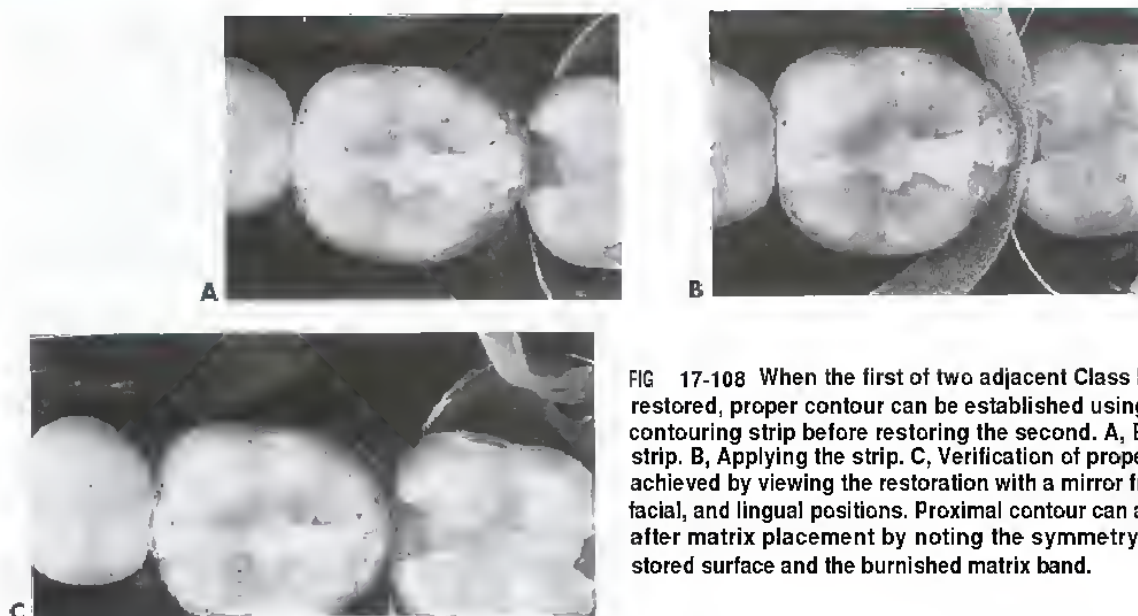 A
B
C
FIG 17-108 When the first of two adjacent Class
restored, proper contour can be established using
contouring strip before restoring the second. A,
strip. B, Applying the strip. C, Verification of prope
achieved by viewing the restoration with a mirror f
facial, and lingual positions. Proximal contour can a
after matrix placement by noting the symmetry
stored surface and the burnished matrix band.